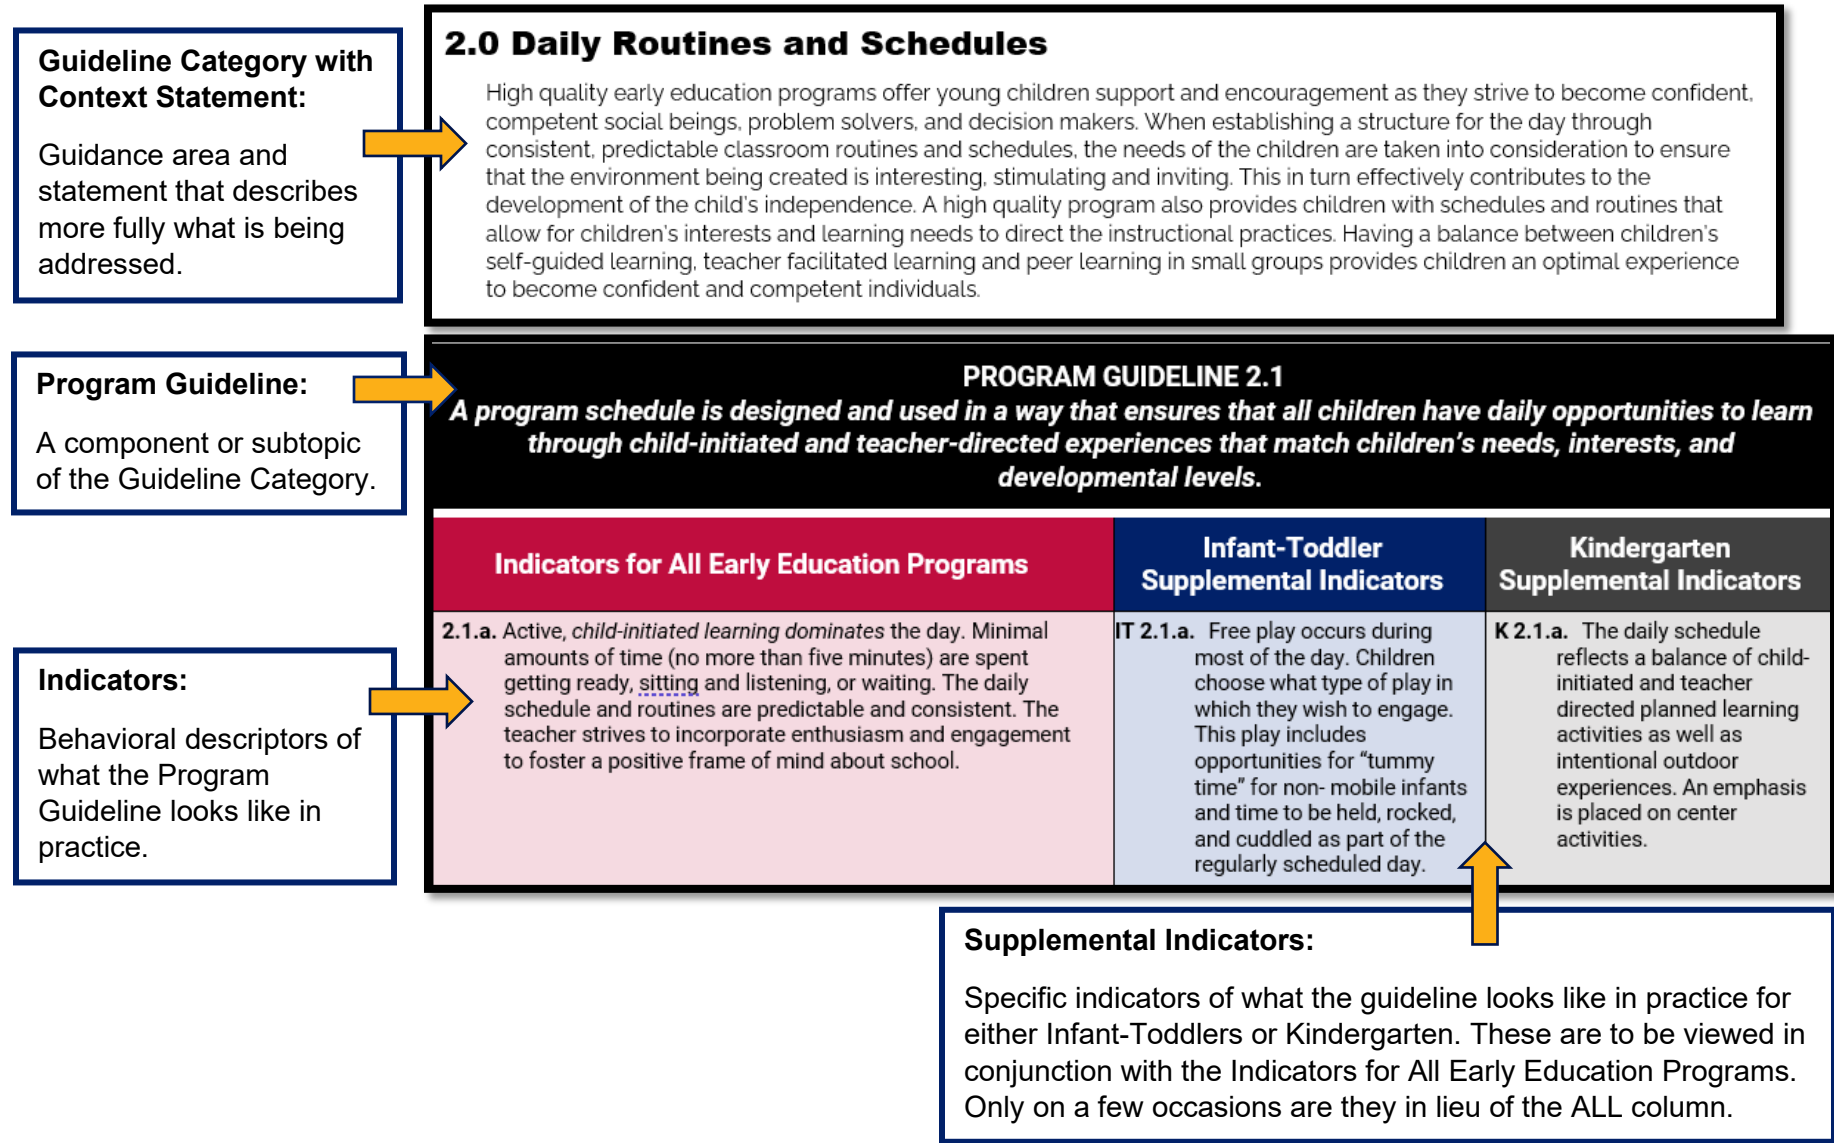 Guideline Category with
Context Statement:
Guidance area and
statement that describes
more fully what is being
addressed.
2.0 Daily Routines and Schedules
High quality early education programs offer young children support and encouragement as they strive to become confident,
competent social beings, problem solvers, and decision makers. When establishing a structure for the day through
consistent, predictable classroom routines and schedules, the needs of the children are taken into consideration to ensure
that the environment being created is interesting, stimulating and inviting. This in turn effectively contributes to the
development of the child's independence. A high quality program also provides children with schedules and routines that
allow for children's interests and learning needs to direct the instructional practices. Having a balance between children's
self-guided learning, teacher facilitated learning and peer learning in small groups provides children an optimal experience
to become confident and competent individuals.
Program Guideline:
A component or subtopic
of the Guideline Category.
PROGRAM GUIDELINE 2.1
A program schedule is designed and used in a way that ensures that all children have daily opportunities to learn
through child-initiated and teacher-directed experiences that match children's needs, interests, and
developmental levels.
Indicators:
Behavioral descriptors of
what the Program
Guideline looks like in
practice.
Indicators for All Early Education Programs
2.1.a. Active, child-initiated learning dominates the day. Minimal
amounts of time (no more than five minutes) are spent
getting ready, sitting and listening, or waiting. The daily
schedule and routines are predictable and consistent. The
teacher strives to incorporate enthusiasm and engagement
to foster a positive frame of mind about school.
Infant-Toddler
Supplemental Indicators
IT 2.1.a. Free play occurs during
most of the day. Children
choose what type of play in
which they wish to engage.
This play includes
opportunities for “tummy
time” for non- mobile infants
and time to be held, rocked,
and cuddled as part of the
regularly scheduled day.
Kindergarten
Supplemental Indicators
K 2.1.a. The daily schedule
reflects a balance of child-
initiated and teacher
directed planned learning
activities as well as
intentional outdoor
experiences. An emphasis
is placed on center
activities.
Supplemental Indicators:
Specific indicators of what the guideline looks like in practice for
either Infant-Toddlers or Kindergarten. These are to be viewed in
conjunction with the Indicators for All Early Education Programs.
Only on a few occasions are they in lieu of the ALL column.